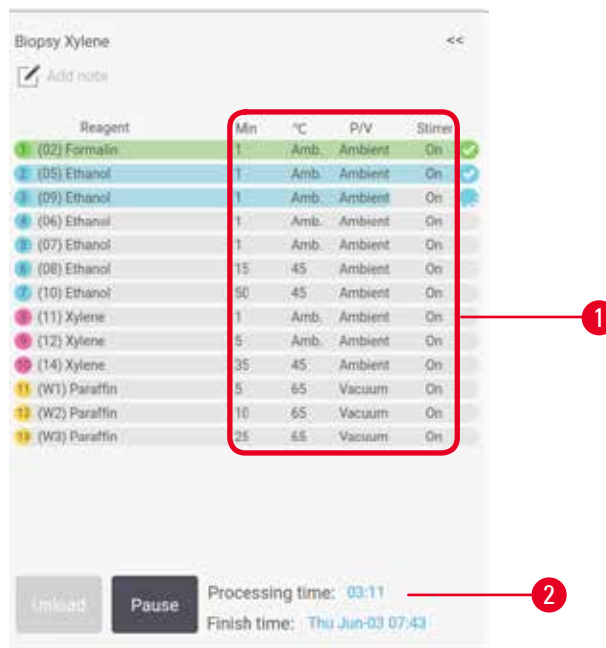 Biopsy Xylene <<
Add note
Reagent Min °C P/V Stirrer
1 (02) Formalin 1 Amb. Ambient On
2 (05) Ethanol 1 Amb. Ambient On
3 (09) Ethanol 1 Amb. Ambient On
4 (06) Ethanol 1 Amb. Ambient On
5 (07) Ethanol 1 Amb. Ambient On
6 (08) Ethanol 15 45 Ambient On
7 (10) Ethanol 50 45 Ambient On
8 (11) Xylene 1 Amb. Ambient On
9 (12) Xylene 5 Amb. Ambient On
10 (14) Xylene 35 45 Ambient On
11 (W1) Paraffin 5 65 Vacuum On
12 (W2) Paraffin 10 65 Vacuum On
13 (W3) Paraffin 25 65 Vacuum On
1
Unload Pause Processing time: 03:11 2
Finish time: Thu Jun-03 07:43